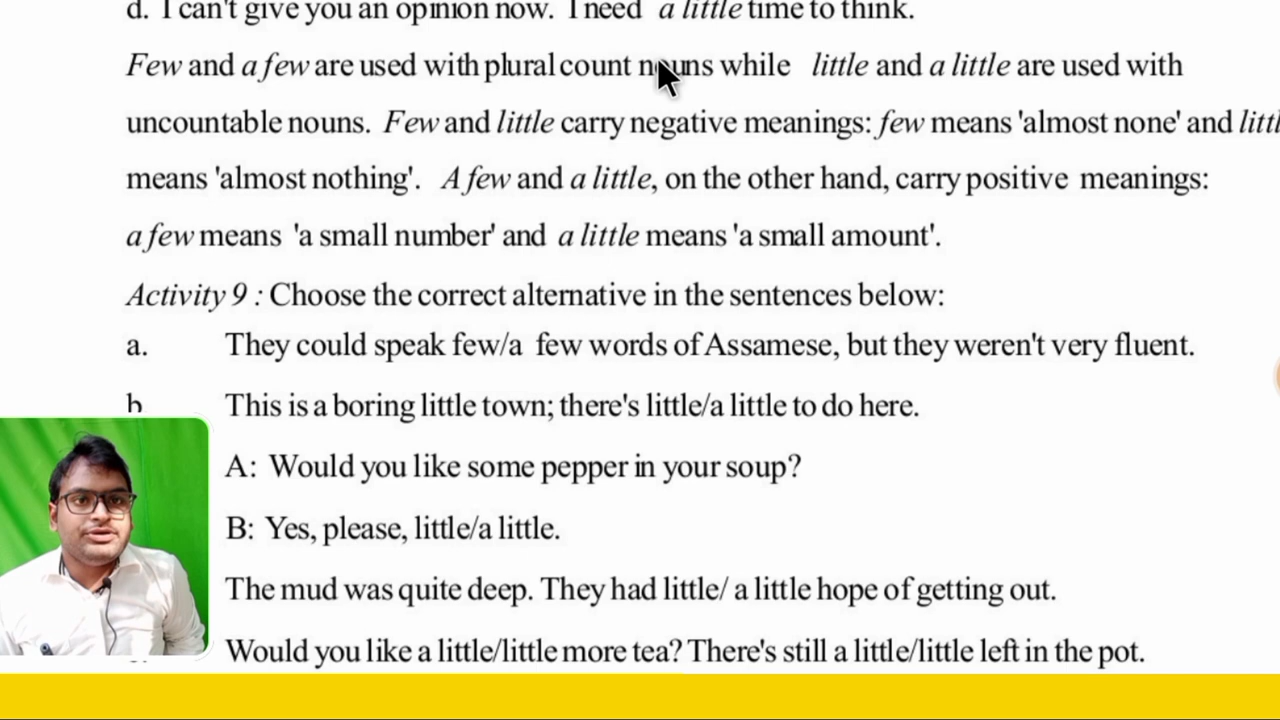 d. I can't give you an opinion now. I need a little time to think.
Few and a few are used with plural count nouns while little and a little are used with
uncountable nouns. Few and little carry negative meanings: few means 'almost none' and
means 'almost nothing'. A few and a little, on the other hand, carry positive meanings:
a few means 'a small number' and a little means 'a small amount'.
Activity 9 : Choose the correct alternative in the sentences below:
a. They could speak few/a few words of Assamese, but they weren't very fluent.
b This is a boring little town; there's little/a little to do here.
A: Would you like some pepper in your soup?
B: Yes, please, little/a little.
The mud was quite deep. They had little/ a little hope of getting out.
Would you like a little/little more tea? There's still a little/little left in the pot.